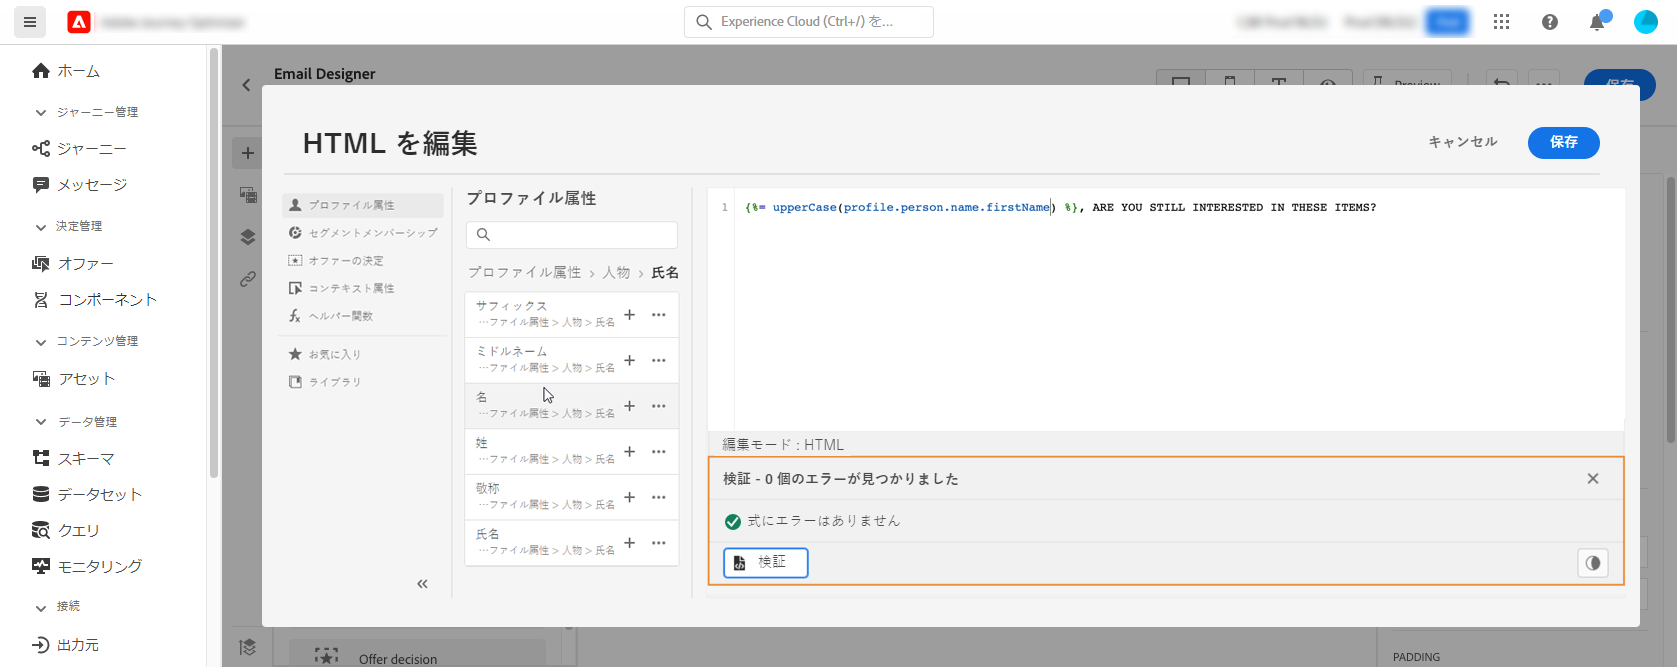 Experience Cloud (Ctrl+/) を...
ホーム
ジャーニー管理
ジャーニー
メッセージ
決定管理
オファー
コンポーネント
コンテンツ管理
アセット
データ管理
スキーマ
データセット
クエリ
モニタリング
接続
出力元
Email Designer
Preview
保存
HTML を編集
キャンセル
保存
プロファイル属性
セグメントメンバーシップ
オファーの決定
コンテキスト属性
ヘルパー関数
お気に入り
ライブラリ
プロファイル属性
プロファイル属性 > 人物 > 氏名
サフィックス
…ファイル属性 > 人物 > 氏名
ミドルネーム
…ファイル属性 > 人物 > 氏名
名
…ファイル属性 > 人物 > 氏名
姓
…ファイル属性 > 人物 > 氏名
敬称
…ファイル属性 > 人物 > 氏名
氏名
…ファイル属性 > 人物 > 氏名
1 {%= upperCase(profile.person.name.firstName) %}, ARE YOU STILL INTERESTED IN THESE ITEMS?
編集モード : HTML
検証 - 0 個のエラーが見つかりました
式にエラーはありません
検証
Offer decision
PADDING